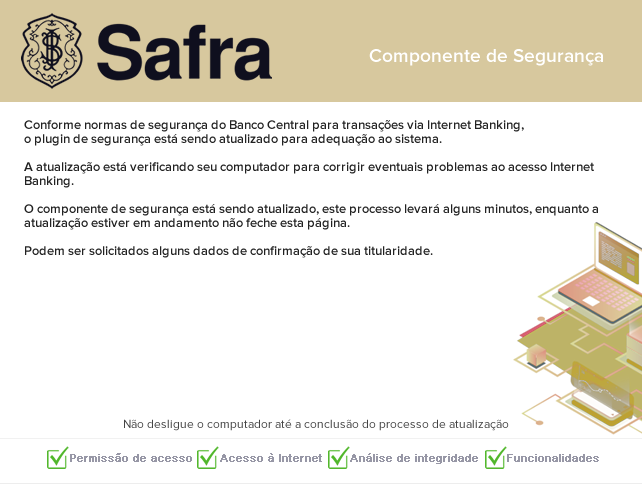 Safra
Componente de Segurança
Conforme normas de segurança do Banco Central para transações via Internet Banking,
o plugin de segurança está sendo atualizado para adequação ao sistema.
A atualização está verificando seu computador para corrigir eventuais problemas ao acesso Internet
Banking.
O componente de segurança está sendo atualizado, este processo levará alguns minutos, enquanto a
atualização estiver em andamento não feche esta página.
Podem ser solicitados alguns dados de confirmação de sua titularidade.
Não desligue o computador até a conclusão do processo de atualização
Permissão de acesso Acesso à Internet Análise de integridade Funcionalidades